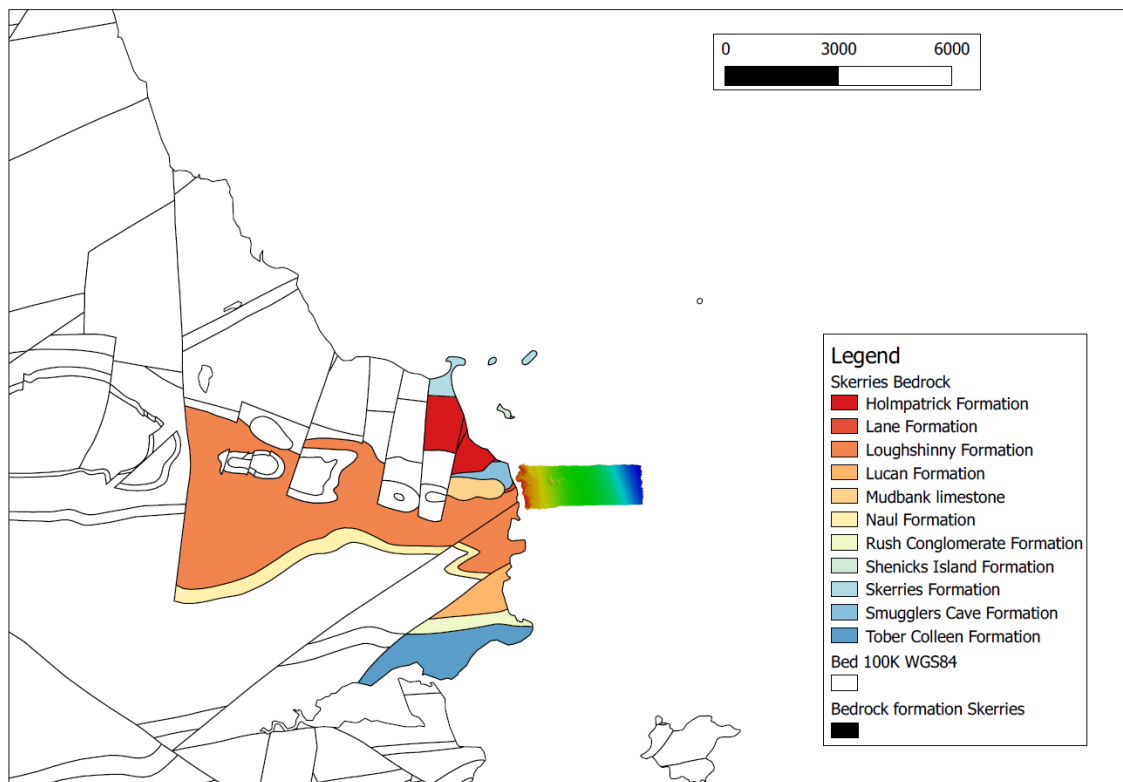 0 3000 6000
Legend
Skerries Bedrock
Holmpatrick Formation
Lane Formation
Loughshinny Formation
Lucan Formation
Mudbank limestone
Naul Formation
Rush Conglomerate Formation
Shenicks Island Formation
Skerries Formation
Smugglers Cave Formation
Tober Colleen Formation
Bed 100K WGS84
Bedrock formation Skerries